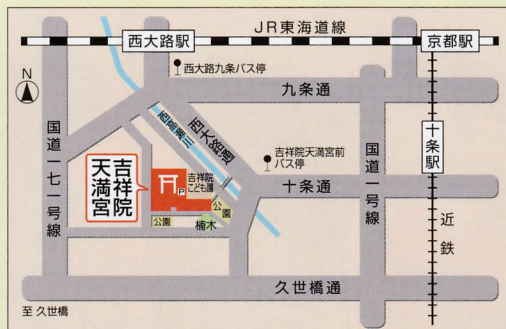 JR東海道線
西大路駅
京都駅
N
西大路九条バス停
九条通
国道一七一号線
西高瀬川
西大路通
吉祥院天満宮前
バス停
国道一号線
十条駅
近鉄
吉祥院
天満宮
P
吉祥院
こども園
十条通
公園
公園
楠木
久世橋通
至 久世橋